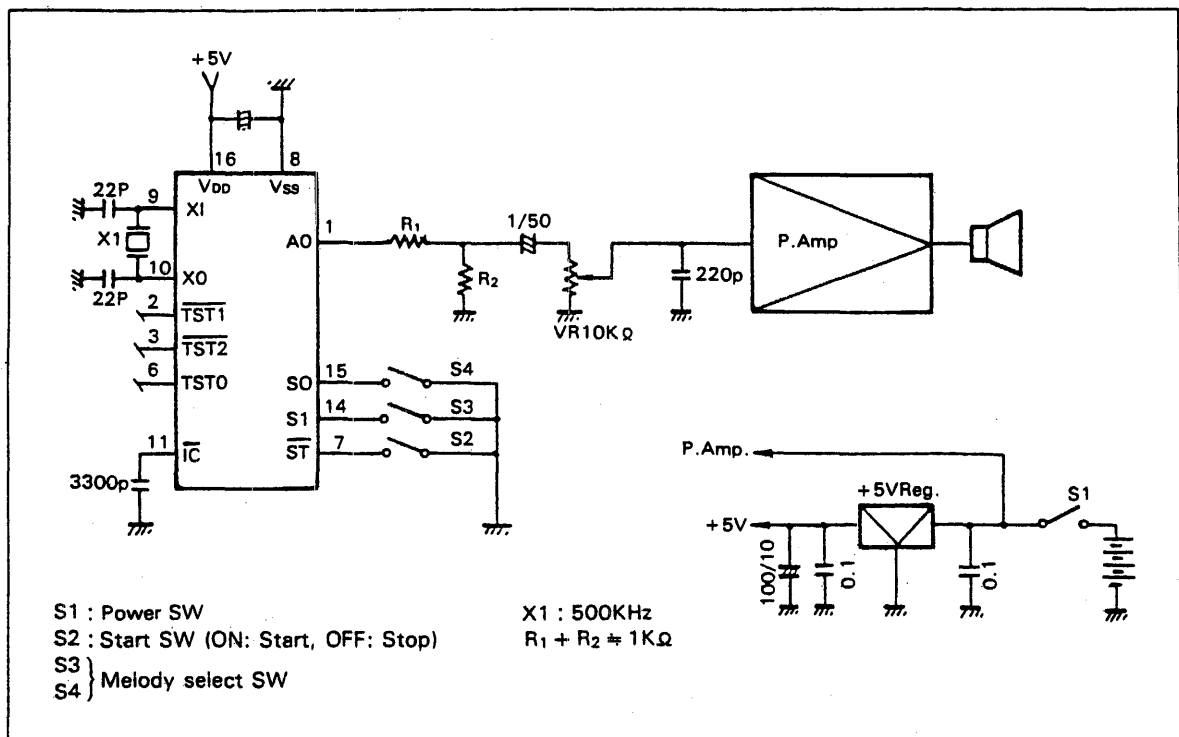 +5V
16
8
VDD
VSS
22P
9
XI
X1
10
X0
22P
2
TST1
3
TST2
6
TST0
11
IC
3300p
1
A0
R1
R2
1/50
VR10KΩ
220p
P.Amp
15
S0
S4
14
S1
S3
7
ST
S2
P.Amp.
+5VReg.
S1
+5V
100/10
0.1
0.1
S1 : Power SW
S2 : Start SW (ON: Start, OFF: Stop)
S3
S4 } Melody select SW
X1 : 500KHz
R1 + R2 ≒ 1KΩ